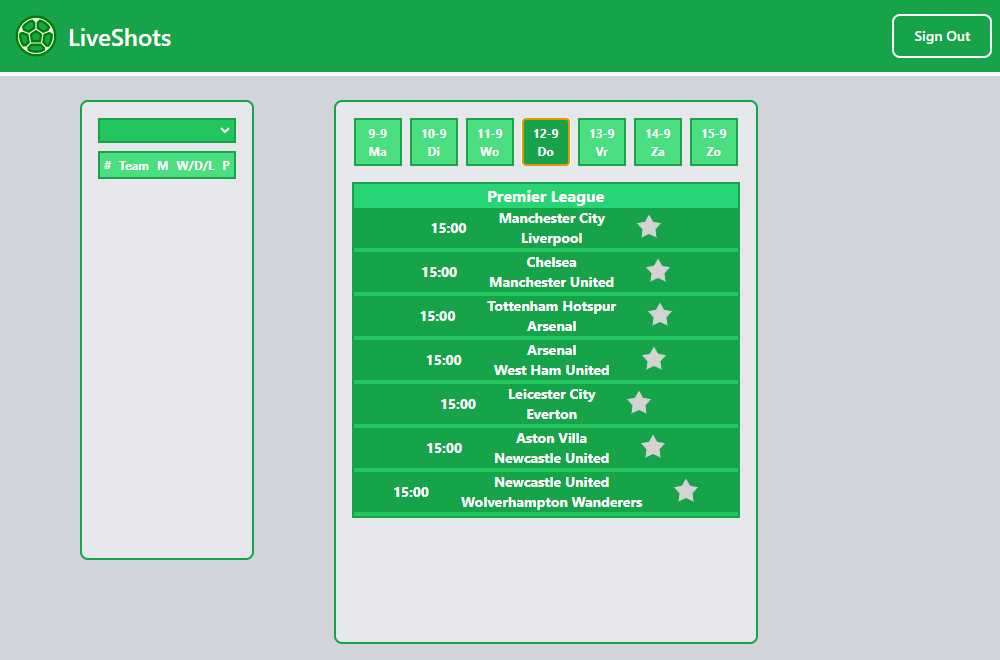 LiveShots
Sign Out
# Team M W/D/L P
9-9 10-9 11-9 12-9 13-9 14-9 15-9
Ma Di Wo Do Vr Za Zo
Premier League
15:00 Manchester City
Liverpool
15:00 Chelsea
Manchester United
15:00 Tottenham Hotspur
Arsenal
15:00 Arsenal
West Ham United
15:00 Leicester City
Everton
15:00 Aston Villa
Newcastle United
15:00 Newcastle United
Wolverhampton Wanderers